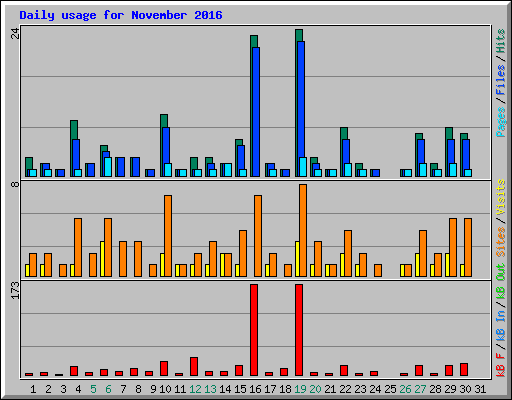 Daily usage for November 2016
24
Pages / Files / Hits
8
Sites / Visits
173
kB F / kB In / kB Out
1 2 3 4 5 6 7 8 9 10 11 12 13 14 15 16 17 18 19 20 21 22 23 24 25 26 27 28 29 30 31